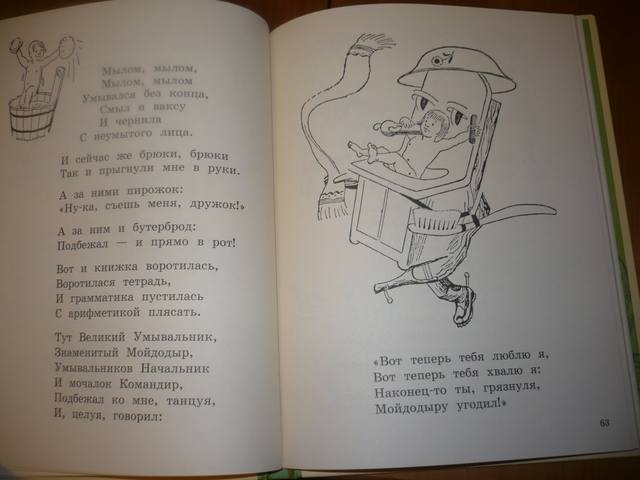 Мылом, мылом,
Мылом, мылом
Умывался без конца,
Смыл и ваксу
И чернила
С неумытого лица.
И сейчас же брюки, брюки
Так и прыгнули мне в руки.
А за ними пирожок:
«Ну-ка, съешь меня, дружок!»
А за ним и бутерброд:
Подбежал — и прямо в рот!
Вот и книжка воротилась,
Воротилася тетрадь,
И грамматика пустилась
С арифметикой плясать.
Тут Великий Умывальник,
Знаменитый Мойдодыр,
Умывальников Начальник
И мочалок Командир,
Подбежал ко мне, танцуя,
И, целуя, говорил:
«Вот теперь тебя люблю я,
Вот теперь тебя хвалю я:
Наконец-то ты, грязнуля,
Мойдодыру угодил!»
63